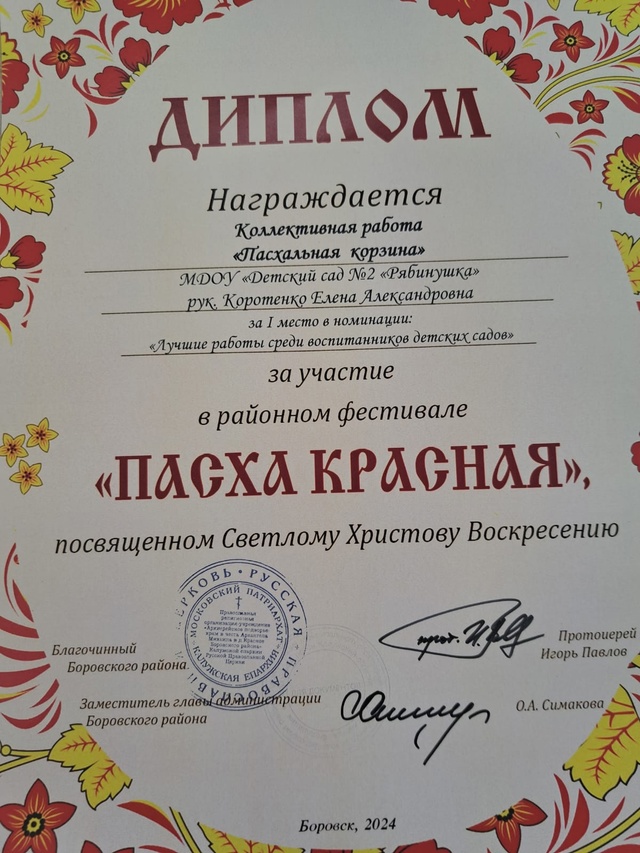 ДИПЛОМ
Награждается
Коллективная работа
«Пасхальная корзина»
МДОУ «Детский сад №2 «Рябинушка»
рук. Коротенко Елена Александровна
за I место в номинации:
«Лучшие работы среди воспитанников детских садов»
за участие
в районном фестивале
«ПАСХА КРАСНАЯ»,
посвященном Светлому Христову Воскресению
РУССКАЯ ПРАВОСЛАВНАЯ ЦЕРКОВЬ
МОСКОВСКИЙ ПАТРИАРХАТ
КАЛУЖСКАЯ ЕПАРХИЯ
Благочинный
Боровского района
прот.
Протоиерей
Игорь Павлов
Заместитель главы администрации
Боровского района
О.А. Симакова
Боровск, 2024